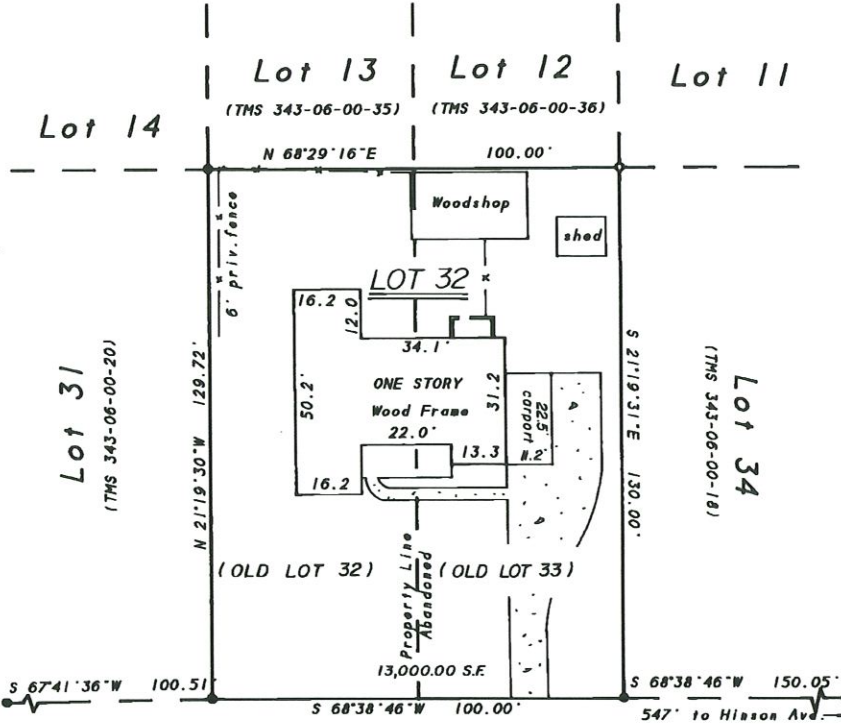 Lot 13
Lot 12
Lot 11
(TMS 343-06-00-35)
(TMS 343-06-00-36)
Lot 14
N 68°29'16"E
100.00'
Woodshop
shed
6' priv.fence
LOT 32
16.2
12.0
34.1'
ONE STORY
Wood Frame
50.2'
31.2
22.0'
13.3
16.2
22.5'
carport
11.2'
Lot 31
(TMS 343-06-00-20)
N 21°19'30"W 129.72'
S 21°19'31"E 130.00'
(TMS 343-06-00-18)
Lot 34
(OLD LOT 32)
(OLD LOT 33)
Property Line
Abandoned
13,000.00 S.F.
S 67°41'36"W
100.51'
S 68°38'46"W
100.00'
S 68°38'46"W
150.05'
547' to Hinson Ave.